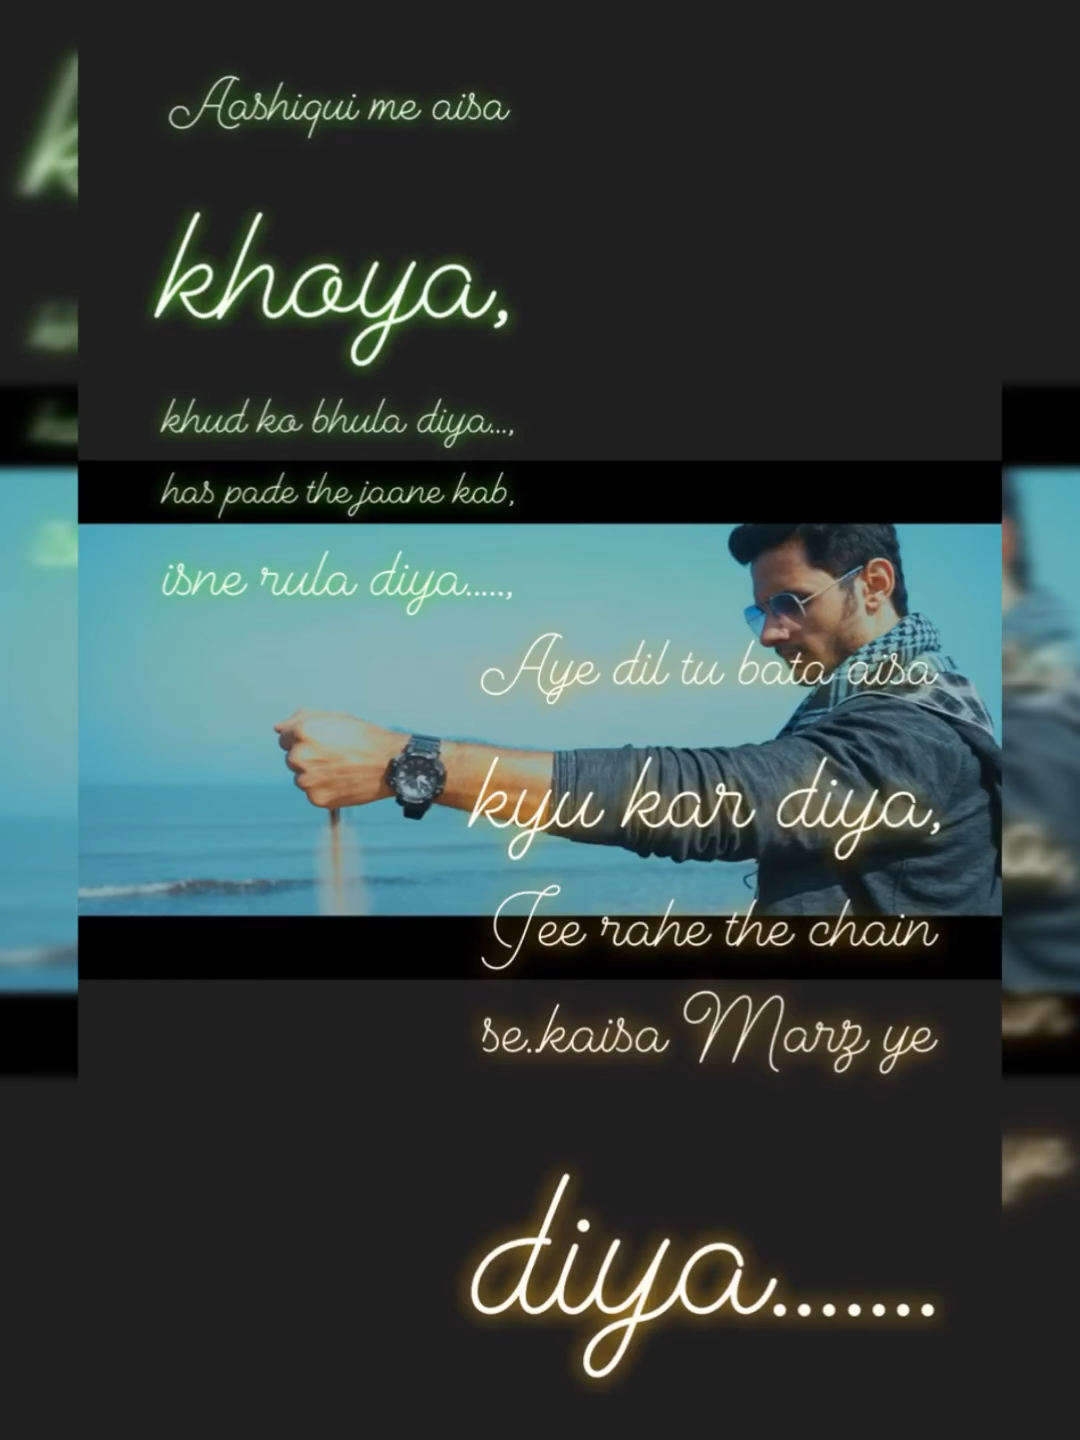 Aashiqui me aisa
khoya,
khud ko bhula diya...,
has pade the jaane kab,
isne rula diya.....,
Aye dil tu bata aisa
kyu kar diya,
Jee rahe the chain
se..kaisa Marz ye
diya.......